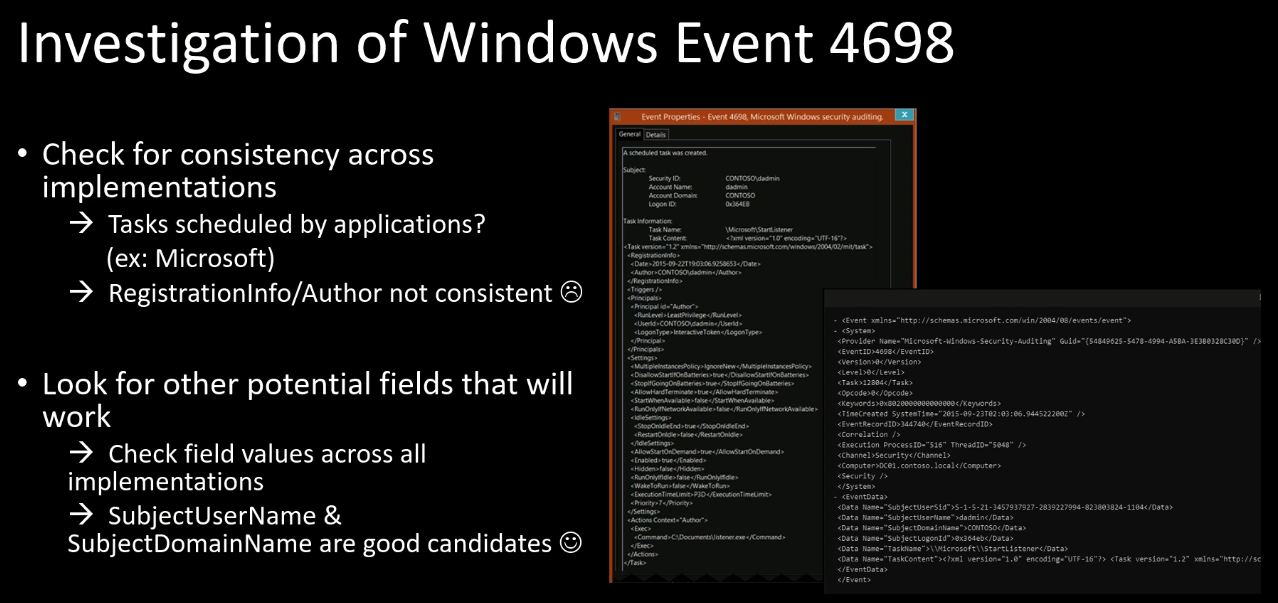 Investigation of Windows Event 4698
• Check for consistency across
implementations
→ Tasks scheduled by applications?
(ex: Microsoft)
→ RegistrationInfo/Author not consistent ☹
• Look for other potential fields that will
work
→ Check field values across all
implementations
→ SubjectUserName &
SubjectDomainName are good candidates ☺
Event Properties - Event 4698, Microsoft Windows security auditing.
x
General Details
A scheduled task was created.
Subject:
Security ID: CONTOSO\dadmin
Account Name: dadmin
Account Domain: CONTOSO
Logon ID: 0x364EB
Task Information:
Task Name: \Microsoft\StartListener
Task Content: <?xml version="1.0" encoding="UTF-16"?>
<Task version="1.2" xmlns="http://schemas.microsoft.com/windows/2004/02/mit/task">
<RegistrationInfo>
<Date>2015-09-22T19:03:06.9258653</Date>
<Author>CONTOSO\dadmin</Author>
</RegistrationInfo>
<Triggers />
<Principals>
<Principal id="Author">
<RunLevel>LeastPrivilege</RunLevel>
<UserId>CONTOSO\dadmin</UserId>
<LogonType>InteractiveToken</LogonType>
</Principal>
</Principals>
<Settings>
<MultipleInstancesPolicy>IgnoreNew</MultipleInstancesPolicy>
<DisallowStartIfOnBatteries>true</DisallowStartIfOnBatteries>
<StopIfGoingOnBatteries>true</StopIfGoingOnBatteries>
<AllowHardTerminate>true</AllowHardTerminate>
<StartWhenAvailable>false</StartWhenAvailable>
<RunOnlyIfNetworkAvailable>false</RunOnlyIfNetworkAvailable>
<IdleSettings>
<StopOnIdleEnd>true</StopOnIdleEnd>
<RestartOnIdle>false</RestartOnIdle>
</IdleSettings>
<AllowStartOnDemand>true</AllowStartOnDemand>
<Enabled>true</Enabled>
<Hidden>false</Hidden>
<RunOnlyIfIdle>false</RunOnlyIfIdle>
<WakeToRun>false</WakeToRun>
<ExecutionTimeLimit>P3D</ExecutionTimeLimit>
<Priority>7</Priority>
</Settings>
<Actions Context="Author">
<Exec>
<Command>C:\Documents\listener.exe</Command>
</Exec>
</Actions>
</Task>
- <Event xmlns="http://schemas.microsoft.com/win/2004/08/events/event">
- <System>
<Provider Name="Microsoft-Windows-Security-Auditing" Guid="{54849625-5478-4994-A5BA-3E3B0328C30D}" />
<EventID>4698</EventID>
<Version>0</Version>
<Level>0</Level>
<Task>12804</Task>
<Opcode>0</Opcode>
<Keywords>0x8020000000000000</Keywords>
<TimeCreated SystemTime="2015-09-23T02:03:06.944522200Z" />
<EventRecordID>344740</EventRecordID>
<Correlation />
<Execution ProcessID="516" ThreadID="5048" />
<Channel>Security</Channel>
<Computer>DC01.contoso.local</Computer>
<Security />
</System>
- <EventData>
<Data Name="SubjectUserSid">S-1-5-21-3457937927-2839227994-823803824-1104</Data>
<Data Name="SubjectUserName">dadmin</Data>
<Data Name="SubjectDomainName">CONTOSO</Data>
<Data Name="SubjectLogonId">0x364eb</Data>
<Data Name="TaskName">\\Microsoft\\StartListener</Data>
<Data Name="TaskContent"><?xml version="1.0" encoding="UTF-16"?> <Task version="1.2" xmlns="http://sc
</EventData>
</Event>